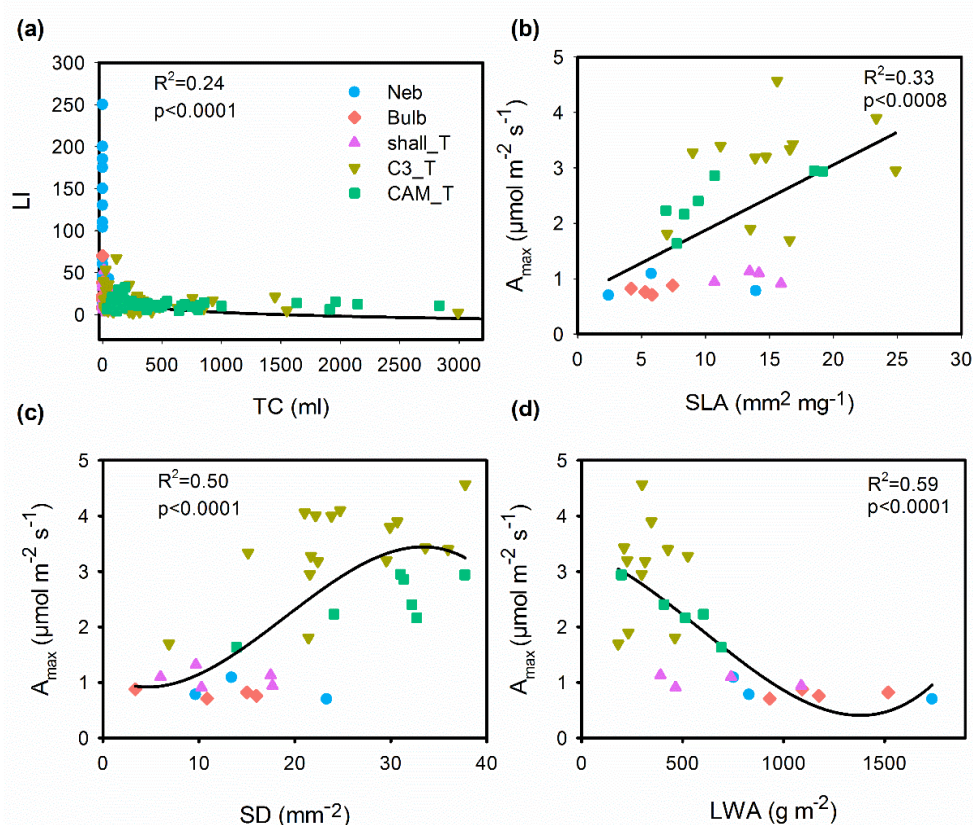 (a)
R²=0.24
p<0.0001
Neb
Bulb
shall_T
C3_T
CAM_T
LI
300
250
200
150
100
50
0
0 500 1000 1500 2000 2500 3000
TC (ml)
(b)
R²=0.33
p<0.0008
Amax (μmol m⁻² s⁻¹)
5
4
3
2
1
0
0 5 10 15 20 25 30
SLA (mm² mg⁻¹)
(c)
R²=0.50
p<0.0001
Amax (μmol m⁻² s⁻¹)
5
4
3
2
1
0
0 10 20 30 40
SD (mm⁻²)
(d)
R²=0.59
p<0.0001
Amax (μmol m⁻² s⁻¹)
5
4
3
2
1
0
0 500 1000 1500
LWA (g m⁻²)